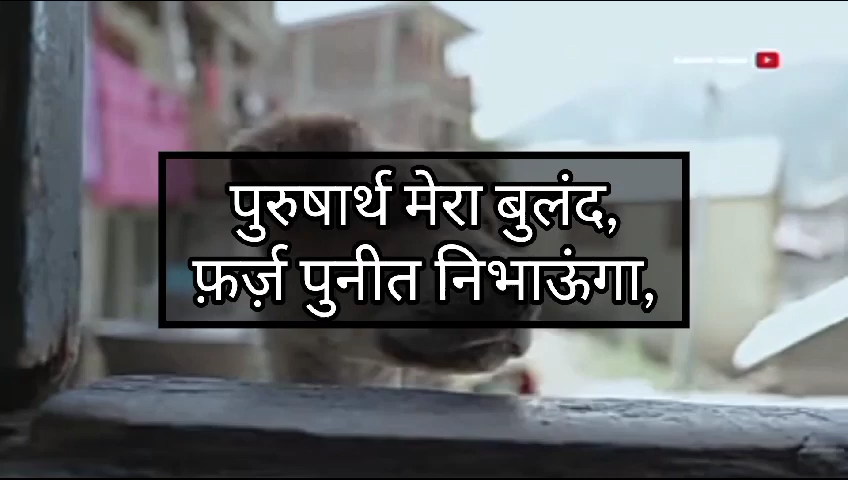 पुरुषार्थ मेरा बुलंद,
फ़र्ज़ पुनीत निभाऊंगा,